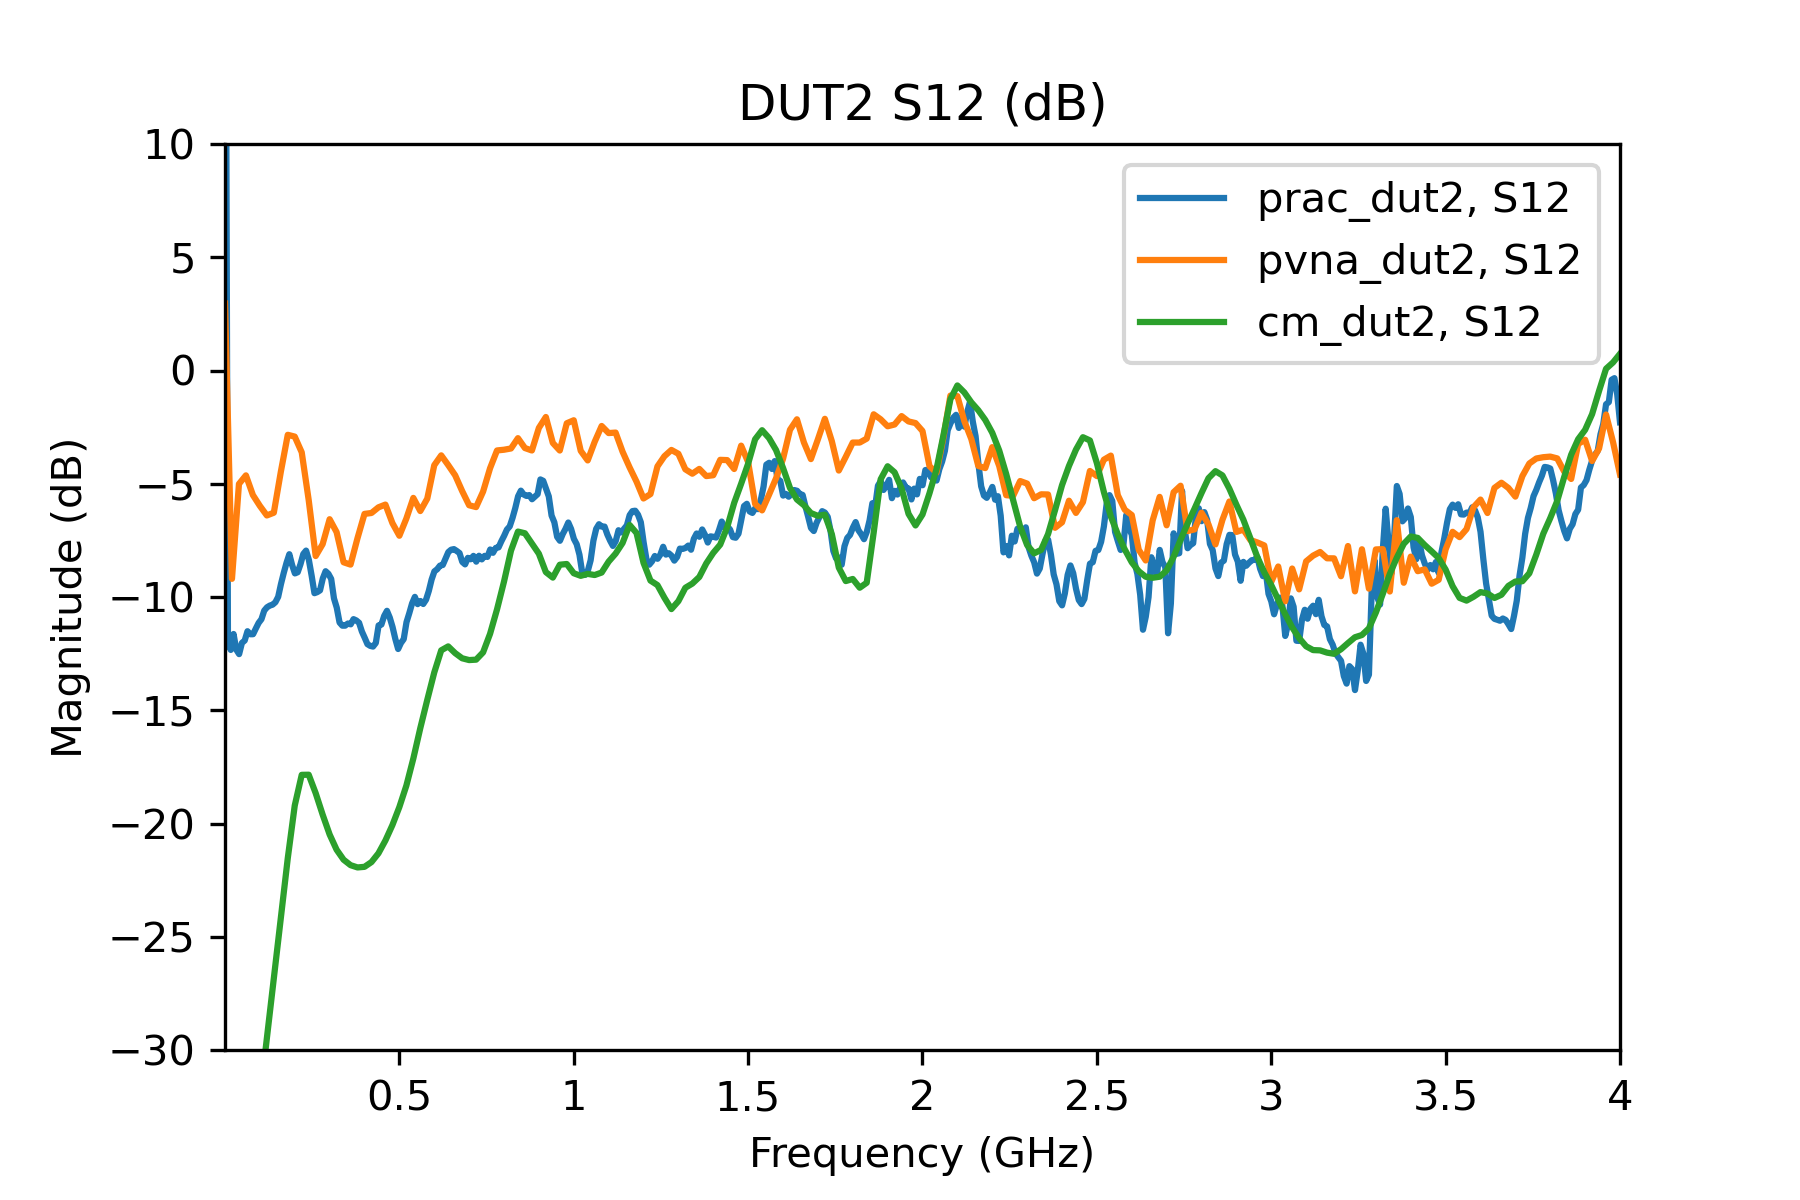 DUT2 S12 (dB)
10
5
0
−5
−10
−15
−20
−25
−30
Magnitude (dB)
prac_dut2, S12
pvna_dut2, S12
cm_dut2, S12
0.5 1 1.5 2 2.5 3 3.5 4
Frequency (GHz)